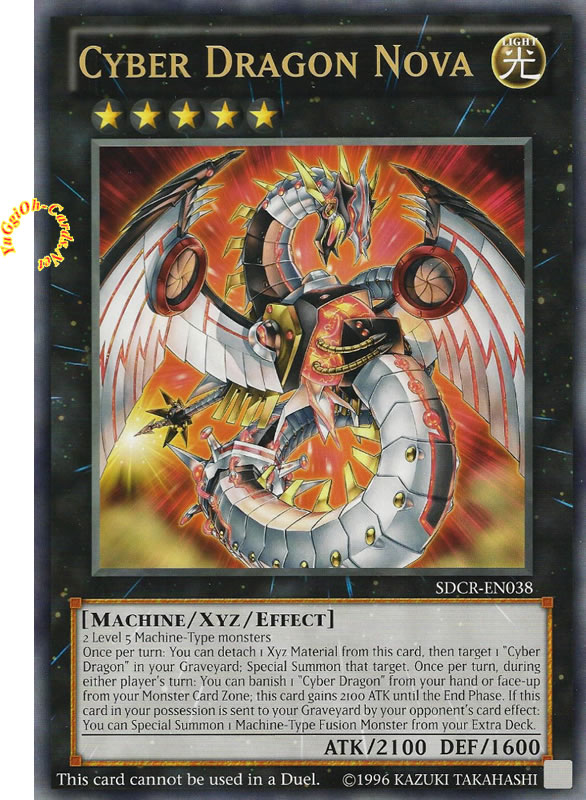 CYBER DRAGON NOVA
LIGHT
光
YuGgiOh-Cards.Net
SDCR-EN038
[MACHINE/XYZ/EFFECT]
2 Level 5 Machine-Type monsters
Once per turn: You can detach 1 Xyz Material from this card, then target 1 "Cyber
Dragon" in your Graveyard; Special Summon that target. Once per turn, during
either player's turn: You can banish 1 "Cyber Dragon" from your hand or face-up
from your Monster Card Zone; this card gains 2100 ATK until the End Phase. If this
card in your possession is sent to your Graveyard by your opponent's card effect:
You can Special Summon 1 Machine-Type Fusion Monster from your Extra Deck.
ATK/2100 DEF/1600
This card cannot be used in a Duel. ©1996 KAZUKI TAKAHASHI